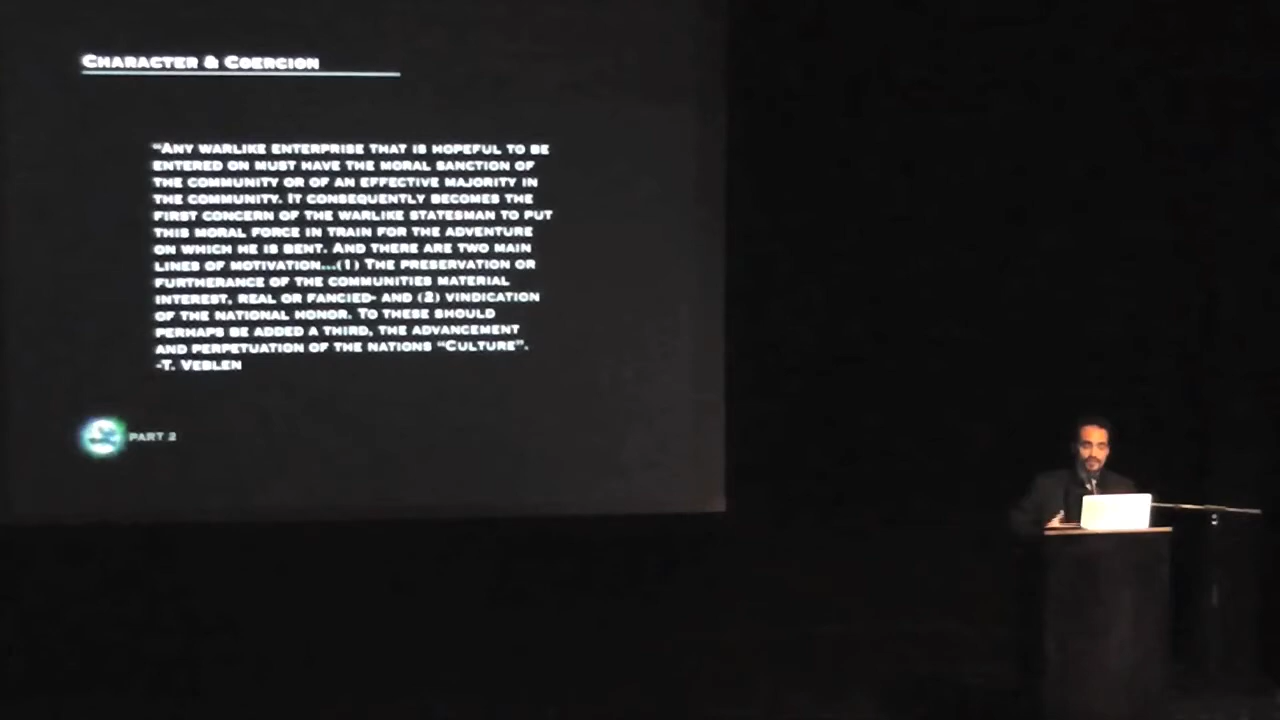 CHARACTER & COERCION
"ANY WARLIKE ENTERPRISE THAT IS HOPEFUL TO BE
ENTERED ON MUST HAVE THE MORAL SANCTION OF
THE COMMUNITY OR OF AN EFFECTIVE MAJORITY IN
THE COMMUNITY. IT CONSEQUENTLY BECOMES THE
FIRST CONCERN OF THE WARLIKE STATESMAN TO PUT
THIS MORAL FORCE IN TRAIN FOR THE ADVENTURE
ON WHICH HE IS BENT. AND THERE ARE TWO MAIN
LINES OF MOTIVATION...(1) THE PRESERVATION OR
FURTHERANCE OF THE COMMUNITIES MATERIAL
INTEREST, REAL OR FANCIED- AND (2) VINDICATION
OF THE NATIONAL HONOR. TO THESE SHOULD
PERHAPS BE ADDED A THIRD, THE ADVANCEMENT
AND PERPETUATION OF THE NATIONS "CULTURE".
-T. VEBLEN
PART 2